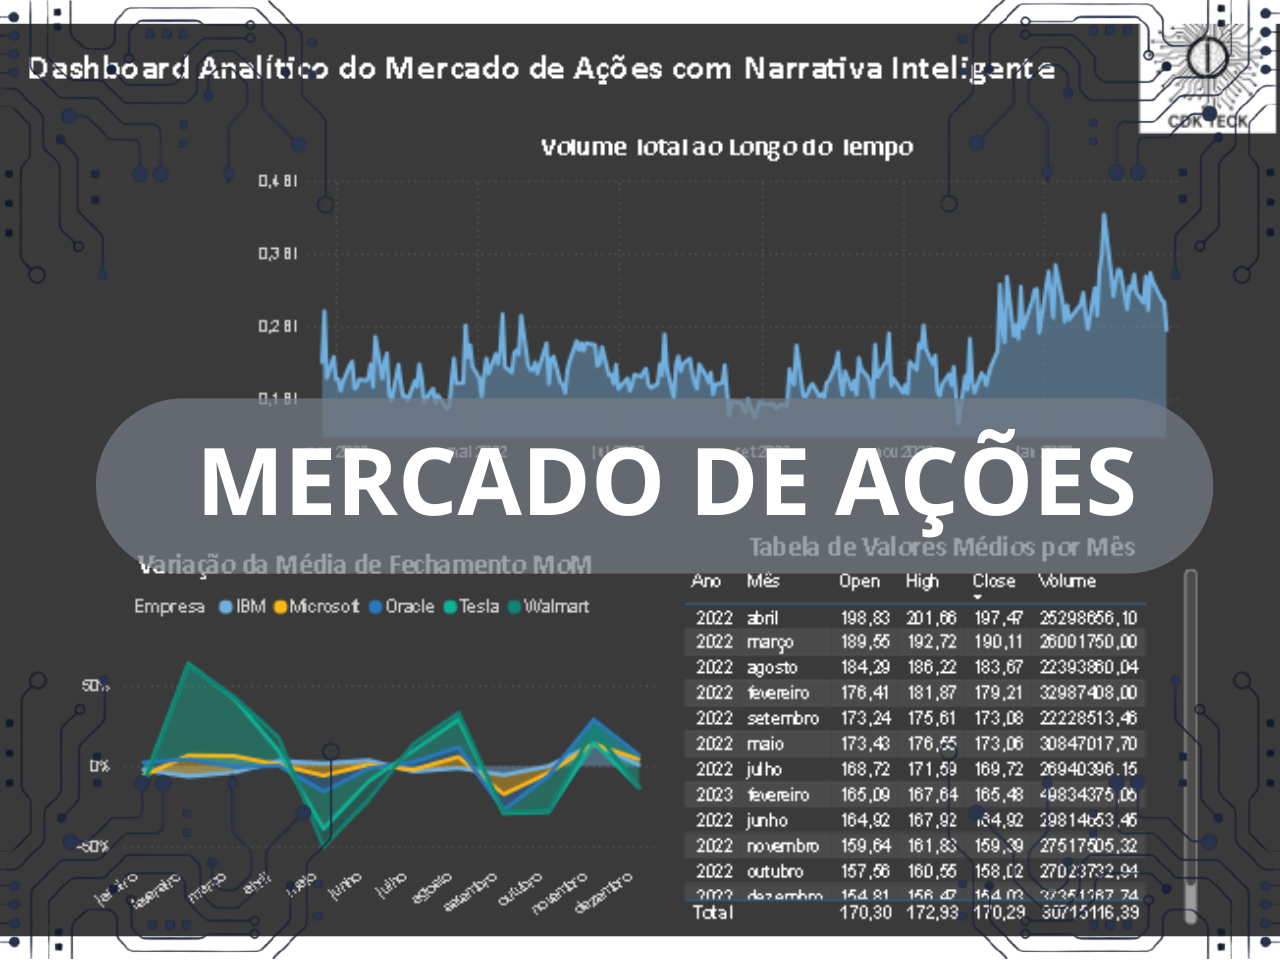 Dashboard Analítico do Mercado de Ações com Narrativa Inteligente
CDK TECK
Volume Total ao Longo do Tempo
0,4 BI
0,3 BI
0,2 BI
0,1 BI
mai 2022 jul 2022 set 2022 nov 2022
MERCADO DE AÇÕES
Variação da Média de Fechamento MoM
Empresa IBM Microsoft Oracle Tesla Walmart
50%
0%
-50%
janeiro fevereiro março abril maio junho julho agosto setembro outubro novembro dezembro
Tabela de Valores Médios por Mês
Ano Mês Open High Close Volume
2022 abril 198,83 201,66 197,47 25298656,10
2022 março 189,55 192,72 190,11 26001750,00
2022 agosto 184,29 186,22 183,67 22393860,04
2022 fevereiro 176,41 181,87 179,21 32987408,00
2022 setembro 173,24 175,61 173,08 22228513,46
2022 maio 173,43 176,55 173,06 30847017,70
2022 julho 168,72 171,59 169,72 26940396,15
2023 fevereiro 165,09 167,64 165,48 49834375,06
2022 junho 164,92 167,92 164,92 29814653,45
2022 novembro 159,64 161,83 159,39 27517505,32
2022 outubro 157,56 160,55 158,02 27023732,94
2022 dezembro 154,81 156,47 154,03
Total 170,30 172,93 170,29 30715116,39